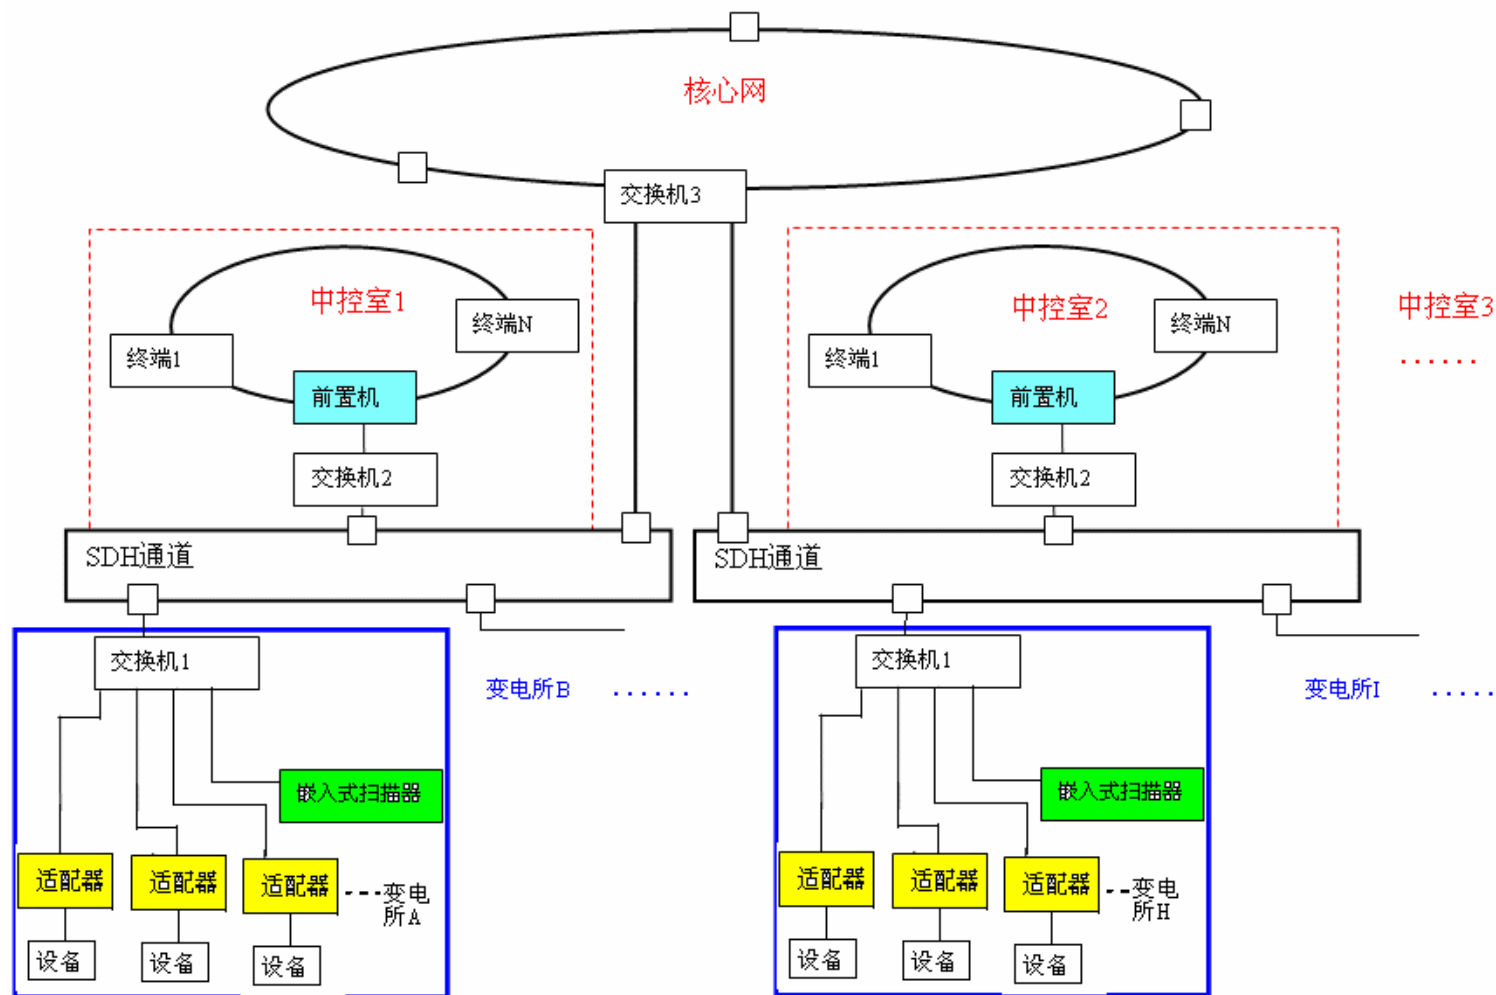 核心网
交换机3
中控室1
终端N
终端1
前置机
交换机2
中控室2
终端N
终端1
前置机
交换机2
中控室3
······
SDH通道
SDH通道
交换机1
变电所B ······
嵌入式扫描器
适配器
适配器
适配器
变电
所A
设备
设备
设备
交换机1
变电所I ·····
嵌入式扫描器
适配器
适配器
适配器
变电
所H
设备
设备
设备